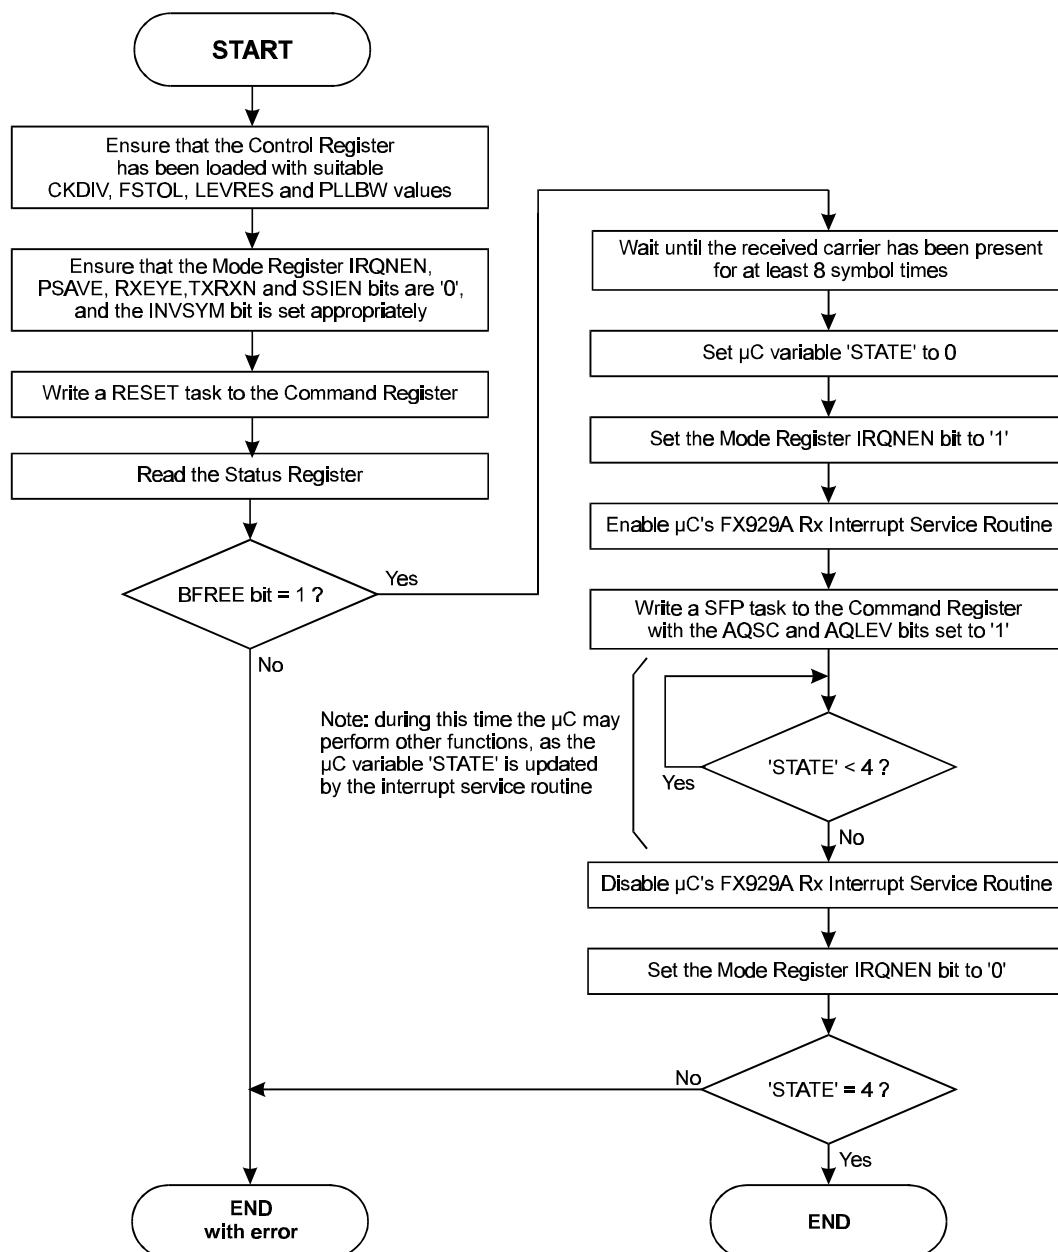 START
Ensure that the Control Register
has been loaded with suitable
CKDIV, FSTOL, LEVRES and PLLBW values
Ensure that the Mode Register IRQNEN,
PSAVE, RXEYE,TXRXN and SSIEN bits are '0',
and the INVSYM bit is set appropriately
Write a RESET task to the Command Register
Read the Status Register
BFREE bit = 1 ?
Yes
No
Wait until the received carrier has been present
for at least 8 symbol times
Set µC variable 'STATE' to 0
Set the Mode Register IRQNEN bit to '1'
Enable µC's FX929A Rx Interrupt Service Routine
Write a SFP task to the Command Register
with the AQSC and AQLEV bits set to '1'
Note: during this time the µC may
perform other functions, as the
µC variable 'STATE' is updated
by the interrupt service routine
'STATE' < 4 ?
Yes
No
Disable µC's FX929A Rx Interrupt Service Routine
Set the Mode Register IRQNEN bit to '0'
'STATE' = 4 ?
No
Yes
END
with error
END